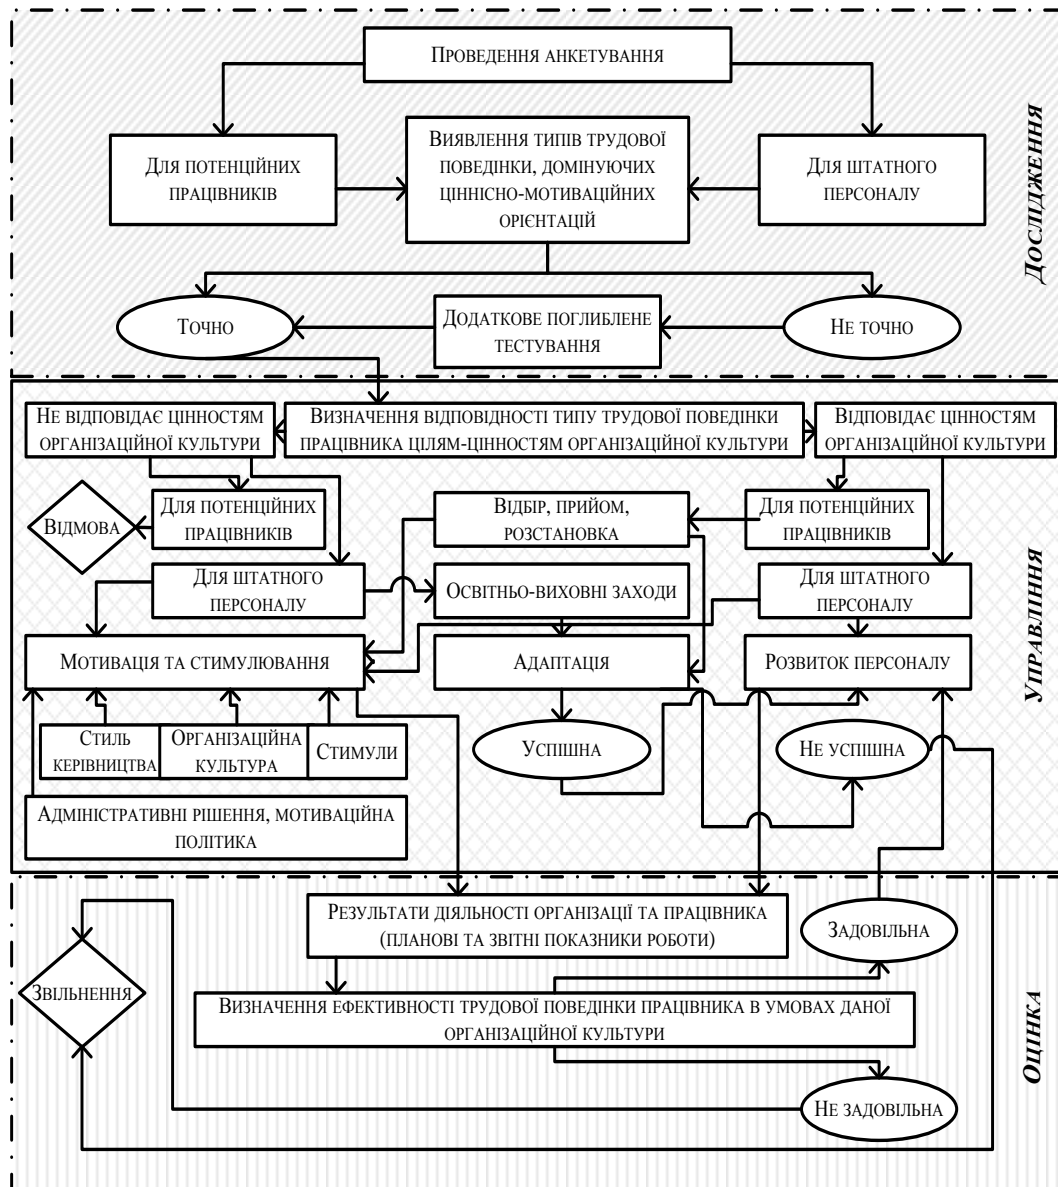 Проведення анкетування
Для потенційних
працівників
Виявлення типів трудової
поведінки, домінуючих
ціннісно-мотиваційних
орієнтацій
Для штатного
персоналу
Дослідження
Точно
Додаткове поглиблене
тестування
Не точно
Не відповідає цінностям
організаційної культури
Визначення відповідності типу трудової поведінки
працівника цілям-цінностям організаційної культури
Відповідає цінностям
організаційної культури
Відмова
Для потенційних
працівників
Відбір, прийом,
розстановка
Для потенційних
працівників
Для штатного
персоналу
Освітньо-виховні заходи
Для штатного
персоналу
Управління
Мотивація та стимулювання
Адаптація
Розвиток персоналу
Стиль
керівництва
Організаційна
культура
Стимули
Успішна
Не успішна
Адміністративні рішення, мотиваційна
політика
Результати діяльності організації та працівника
(планові та звітні показники роботи)
Задовільна
Звільнення
Визначення ефективності трудової поведінки працівника в умовах даної
організаційної культури
Оцінка
Не задовільна